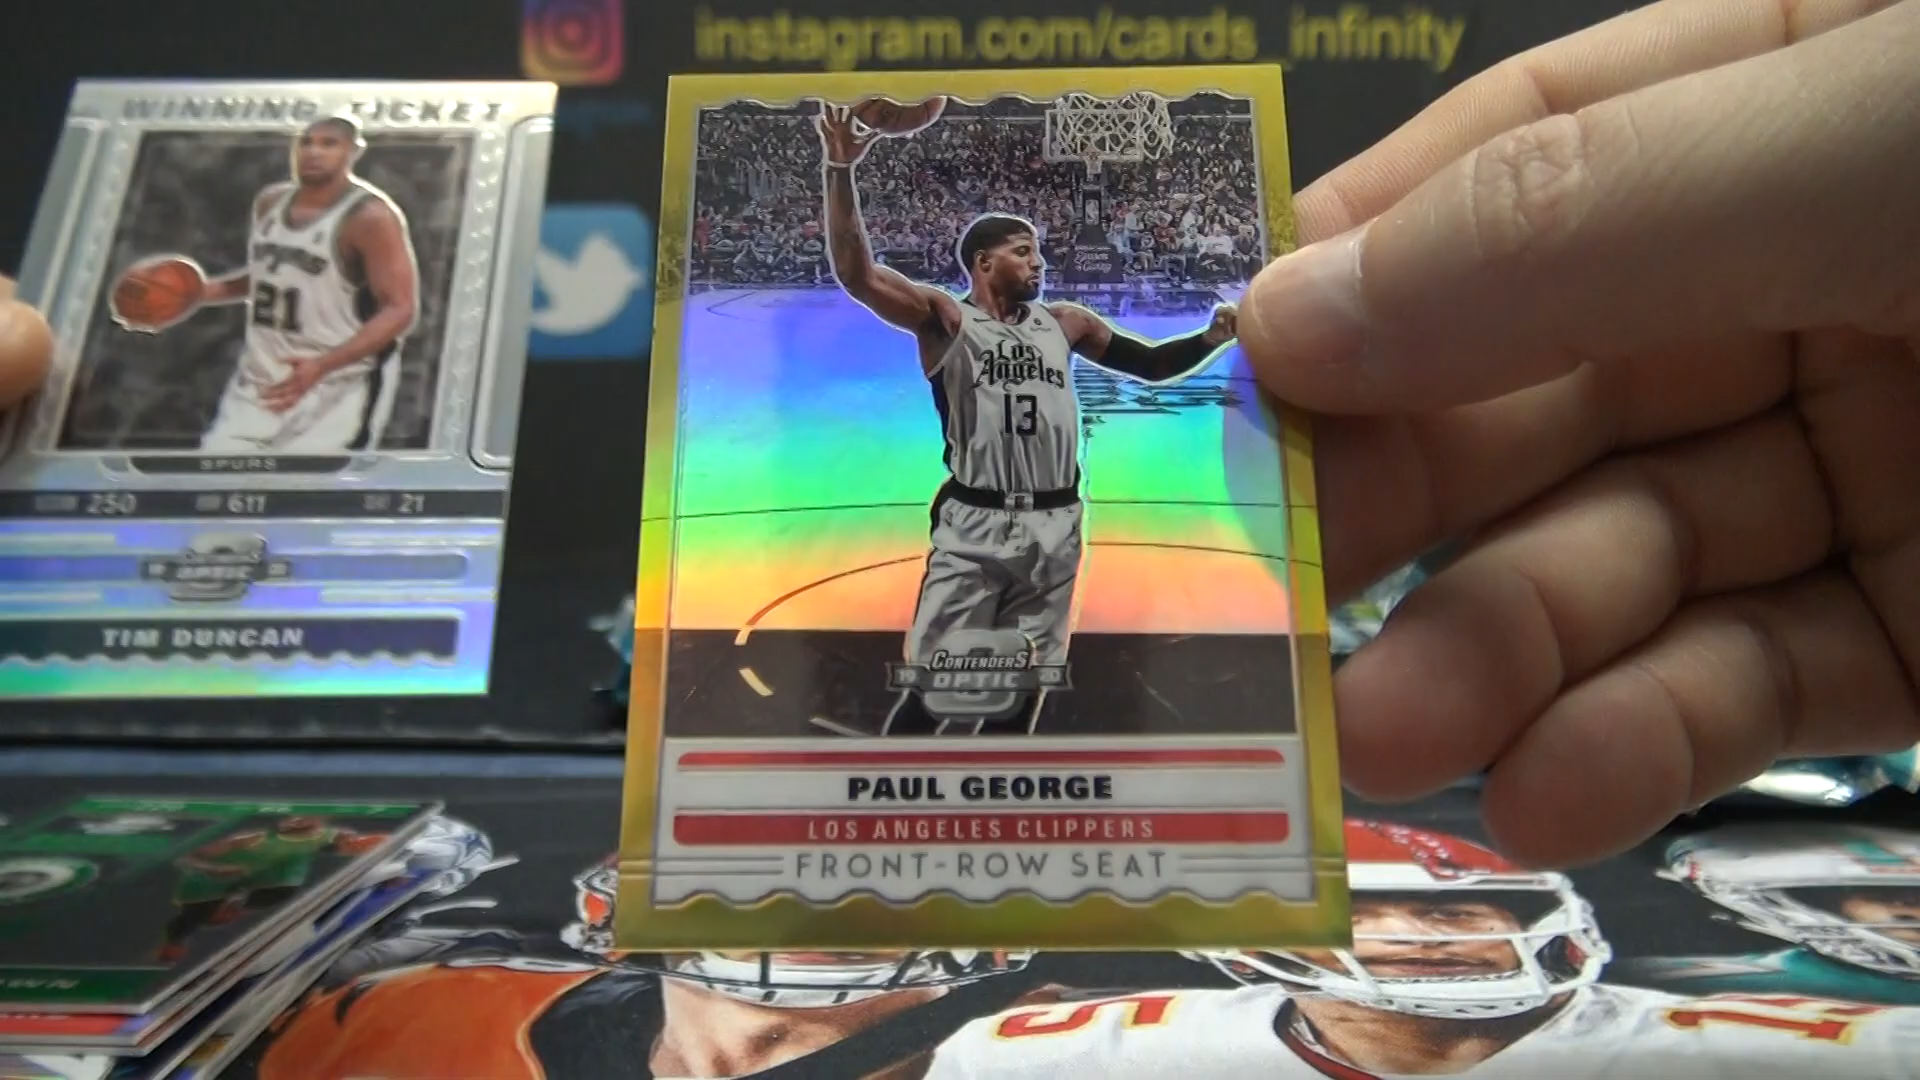 instagram.com/cards_infinity
WINNING TICKET
21
SPURS
250 611 21
OPTIC
TIM DUNCAN
Los
Angeles
13
CONTENDERS
19 OPTIC 20
PAUL GEORGE
LOS ANGELES CLIPPERS
FRONT-ROW SEAT
15